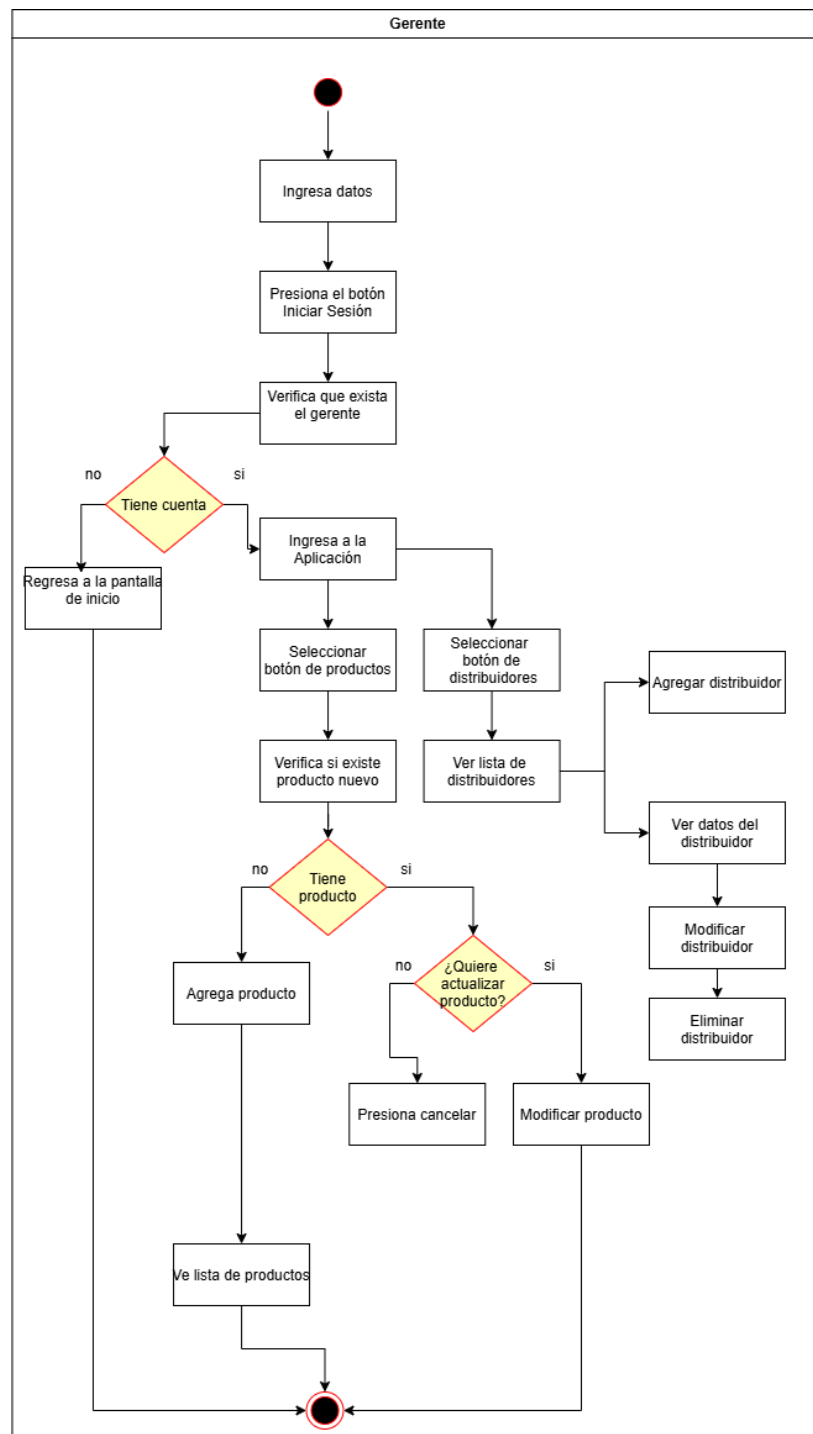 Gerente
Ingresa datos
Presiona el botón
Iniciar Sesión
Verifica que exista
el gerente
no
si
Tiene cuenta
Ingresa a la
Aplicación
Regresa a la pantalla
de inicio
Seleccionar
botón de productos
Seleccionar
botón de
distribuidores
Agregar distribuidor
Verifica si existe
producto nuevo
Ver lista de
distribuidores
Ver datos del
distribuidor
no
Tiene
producto
si
Modificar
distribuidor
no
¿Quiere
actualizar
producto?
si
Agrega producto
Eliminar
distribuidor
Presiona cancelar
Modificar producto
Ve lista de productos